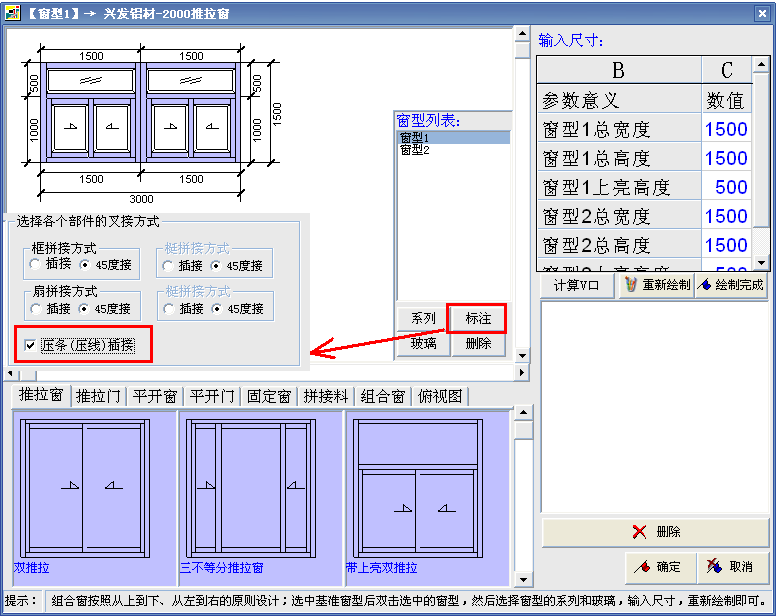 【窗型1】→ 兴发铝材-2000推拉窗
1500
1500
500
1000
500
1000
1500
1500
1500
3000
窗型列表:
窗型1
窗型2
系列
标注
玻璃
删除
选择各个部件的叉接方式
框拼接方式
插接
45度接
梃拼接方式
插接
45度接
扇拼接方式
插接
45度接
梃拼接方式
插接
45度接
压条(压线)插接
输入尺寸:
B
C
参数意义
数值
窗型1总宽度
1500
窗型1总高度
1500
窗型1上亮高度
500
窗型2总宽度
1500
窗型2总高度
1500
计算V口
重新绘制
绘制完成
推拉窗
推拉门
平开窗
平开门
固定窗
拼接料
组合窗
俯视图
双推拉
三不等分推拉窗
带上亮双推拉
删除
确定
取消
提示:
组合窗按照从上到下、从左到右的原则设计;选中基准窗型后双击选中的窗型,然后选择窗型的系列和玻璃,输入尺寸,重新绘制即可。